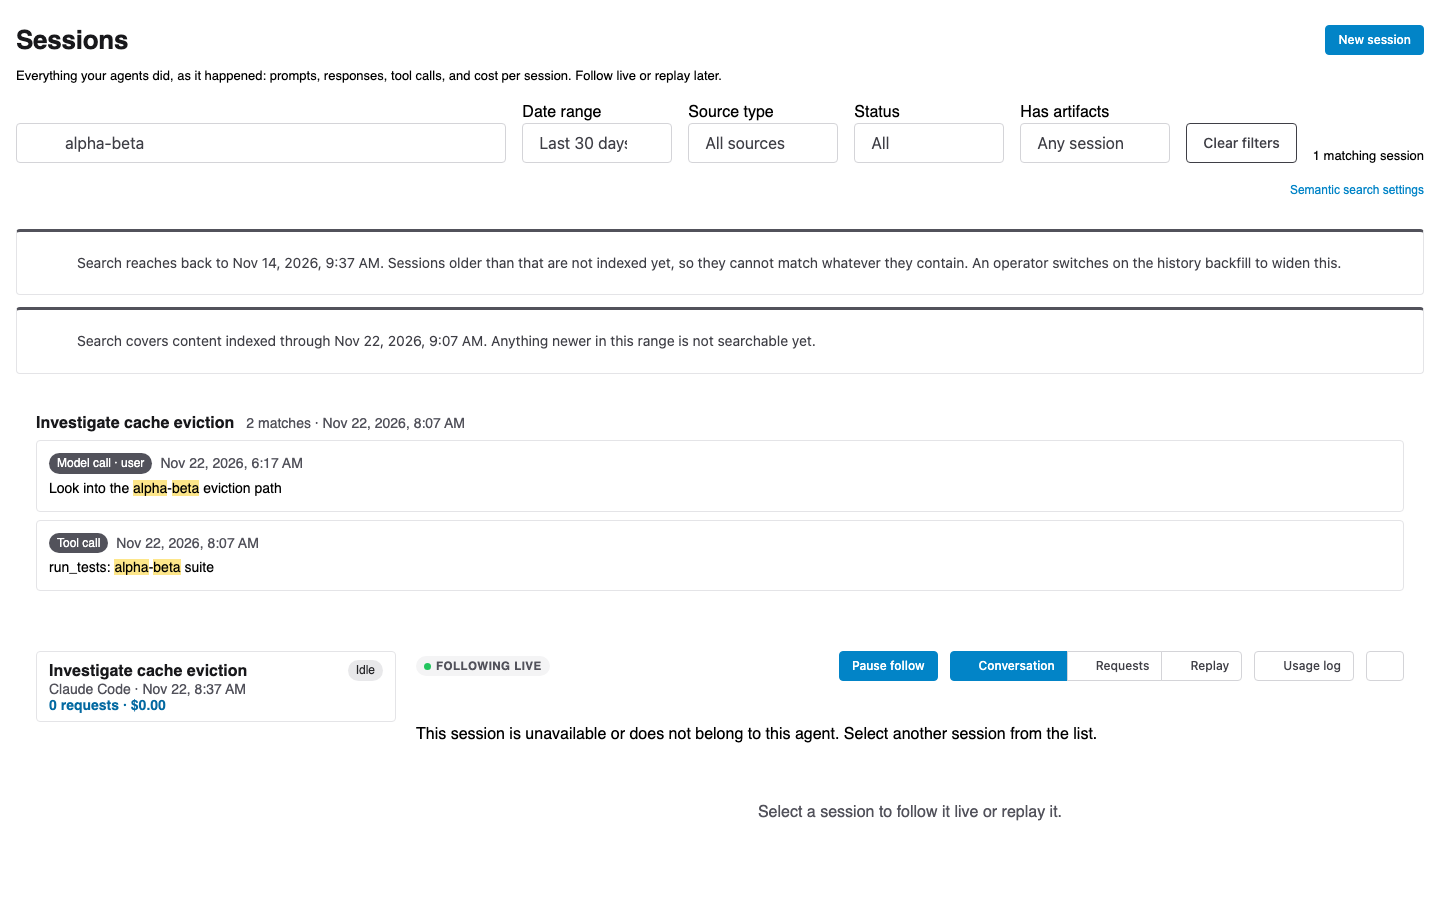 Sessions
New session
Everything your agents did, as it happened: prompts, responses, tool calls, and cost per session. Follow live or replay later.
Date range
Source type
Status
Has artifacts
alpha-beta
Last 30 days
All sources
All
Any session
Clear filters
1 matching session
Semantic search settings
Search reaches back to Nov 14, 2026, 9:37 AM. Sessions older than that are not indexed yet, so they cannot match whatever they contain. An operator switches on the history backfill to widen this.
Search covers content indexed through Nov 22, 2026, 9:07 AM. Anything newer in this range is not searchable yet.
Investigate cache eviction 2 matches · Nov 22, 2026, 8:07 AM
Model call · user Nov 22, 2026, 6:17 AM
Look into the alpha-beta eviction path
Tool call Nov 22, 2026, 8:07 AM
run_tests: alpha-beta suite
Investigate cache eviction
Idle
Claude Code · Nov 22, 8:37 AM
0 requests · $0.00
FOLLOWING LIVE
Pause follow
Conversation
Requests
Replay
Usage log
This session is unavailable or does not belong to this agent. Select another session from the list.
Select a session to follow it live or replay it.